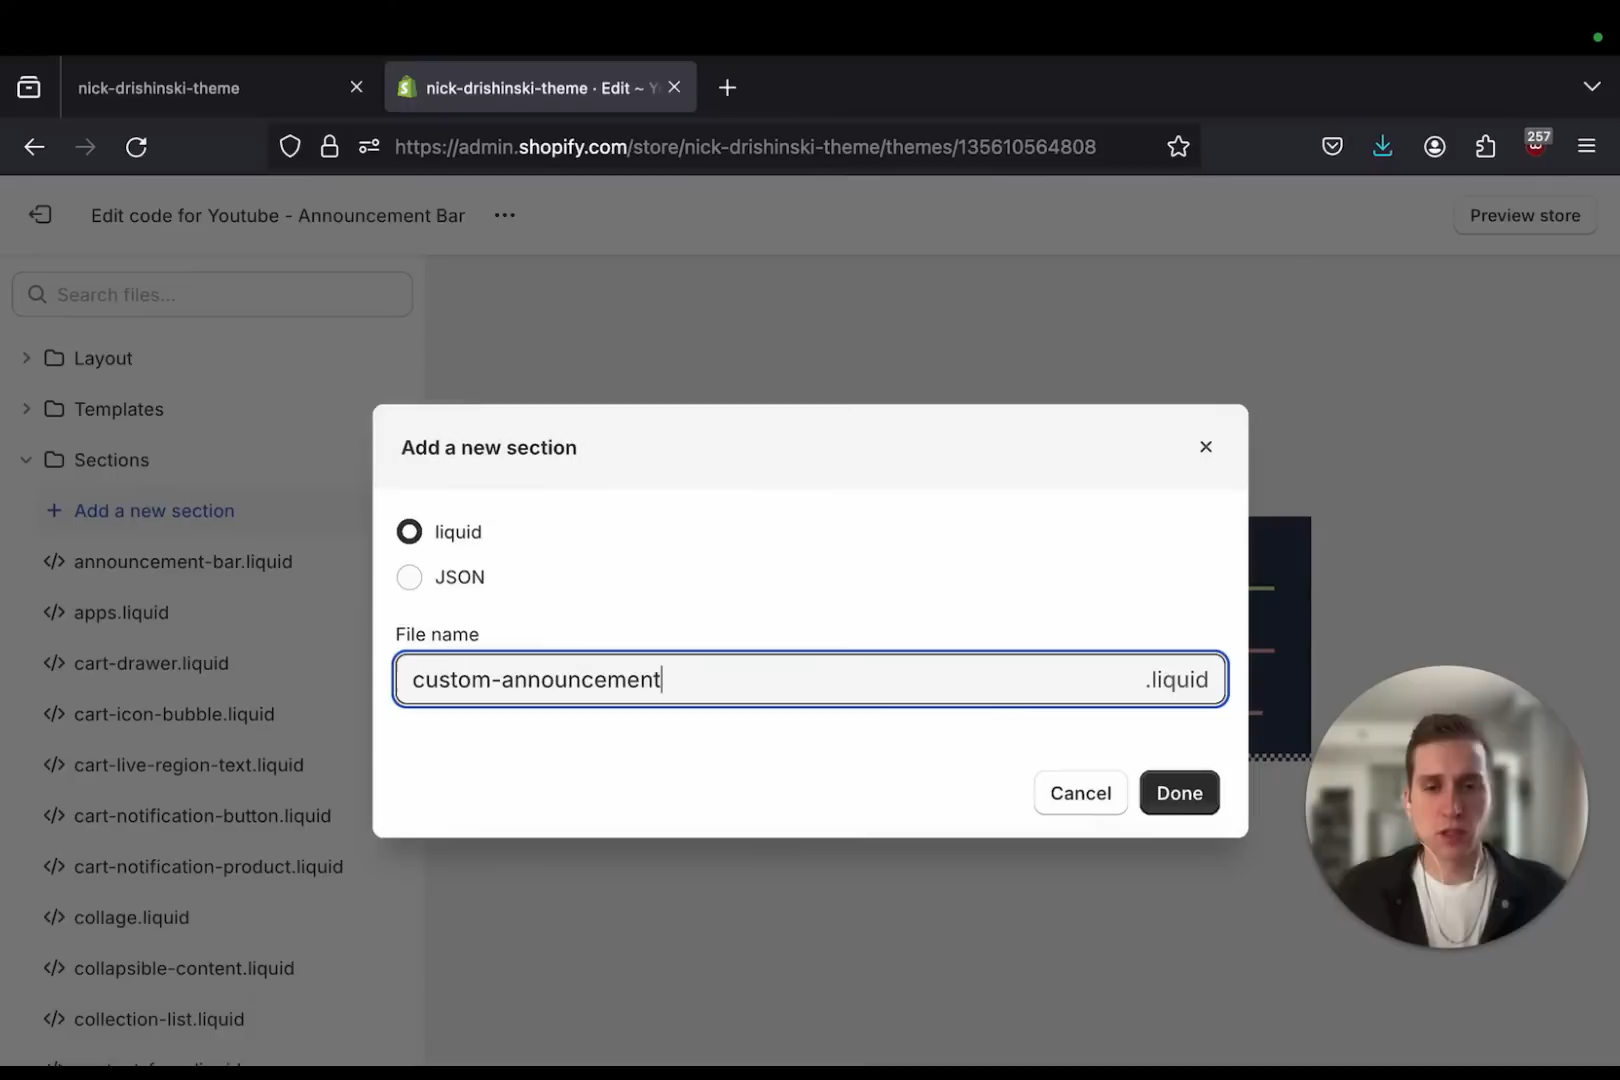 nick-drishinski-theme
nick-drishinski-theme · Edit ~
257
https://admin.shopify.com/store/nick-drishinski-theme/themes/135610564808
Edit code for Youtube - Announcement Bar
Preview store
Search files...
Layout
Templates
Sections
Add a new section
announcement-bar.liquid
apps.liquid
cart-drawer.liquid
cart-icon-bubble.liquid
cart-live-region-text.liquid
cart-notification-button.liquid
cart-notification-product.liquid
collage.liquid
collapsible-content.liquid
collection-list.liquid
Add a new section
liquid
JSON
File name
custom-announcement
.liquid
Cancel
Done